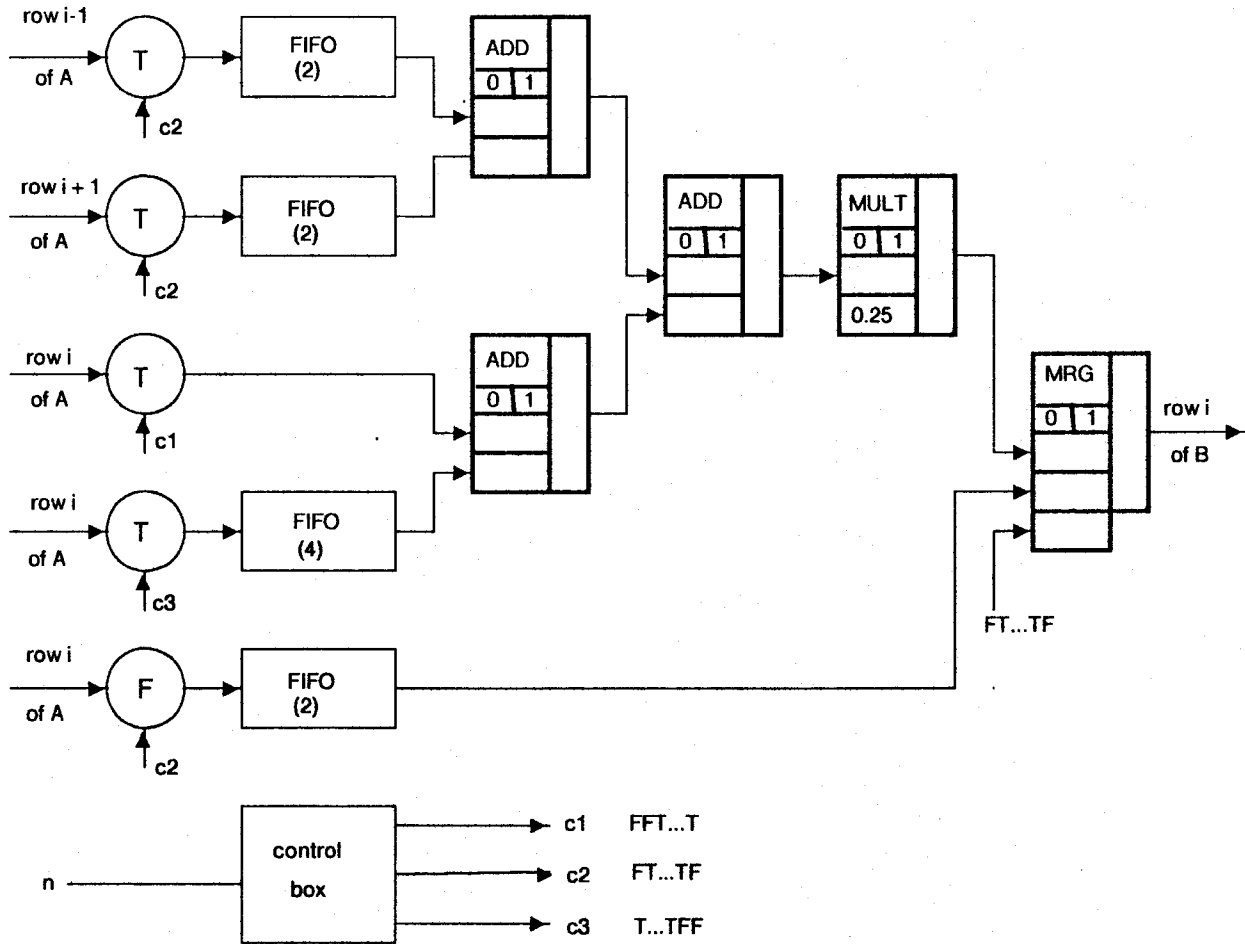 row i-1
of A
T
c2
FIFO
(2)
ADD
0 1
row i + 1
of A
T
c2
FIFO
(2)
ADD
0 1
MULT
0 1
0.25
row i
of A
T
c1
ADD
0 1
MRG
0 1
row i
of B
row i
of A
T
c3
FIFO
(4)
FT...TF
row i
of A
F
c2
FIFO
(2)
n
control
box
c1 FFT...T
c2 FT...TF
c3 T...TFF